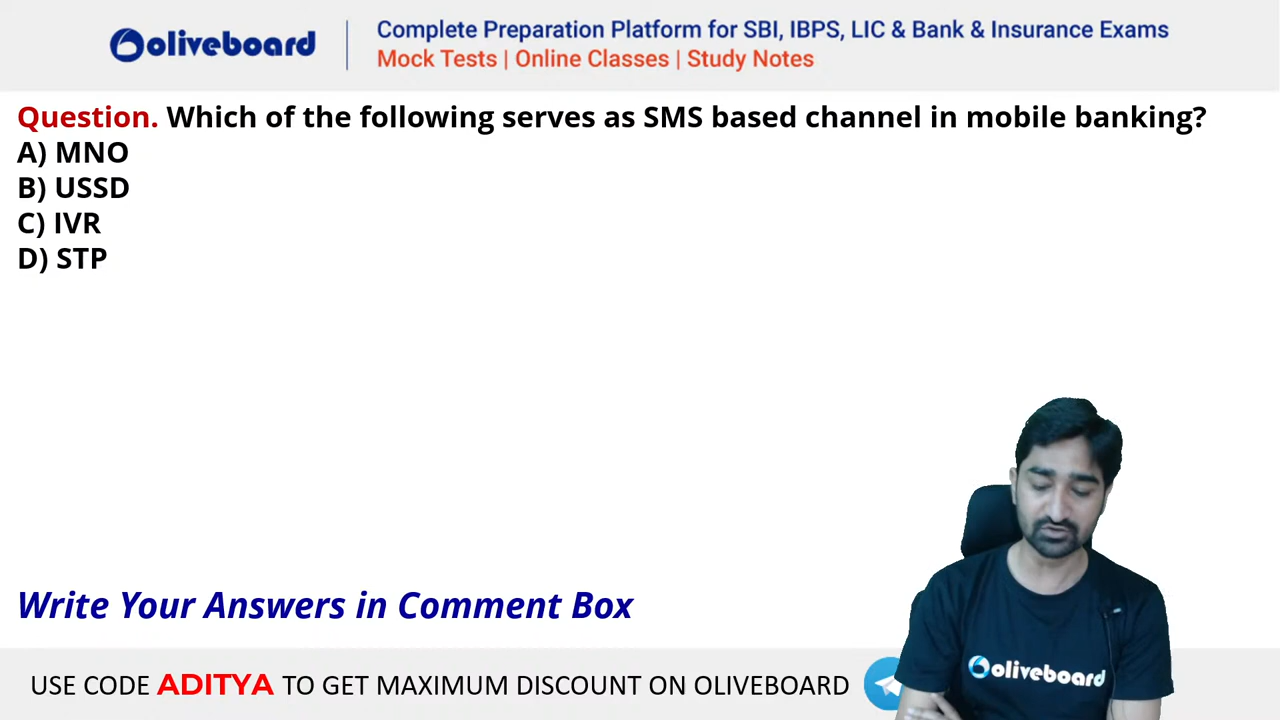 oliveboard
Complete Preparation Platform for SBI, IBPS, LIC & Bank & Insurance Exams
Mock Tests | Online Classes | Study Notes
Question. Which of the following serves as SMS based channel in mobile banking?
A) MNO
B) USSD
C) IVR
D) STP
Write Your Answers in Comment Box
oliveboard
USE CODE ADITYA TO GET MAXIMUM DISCOUNT ON OLIVEBOARD